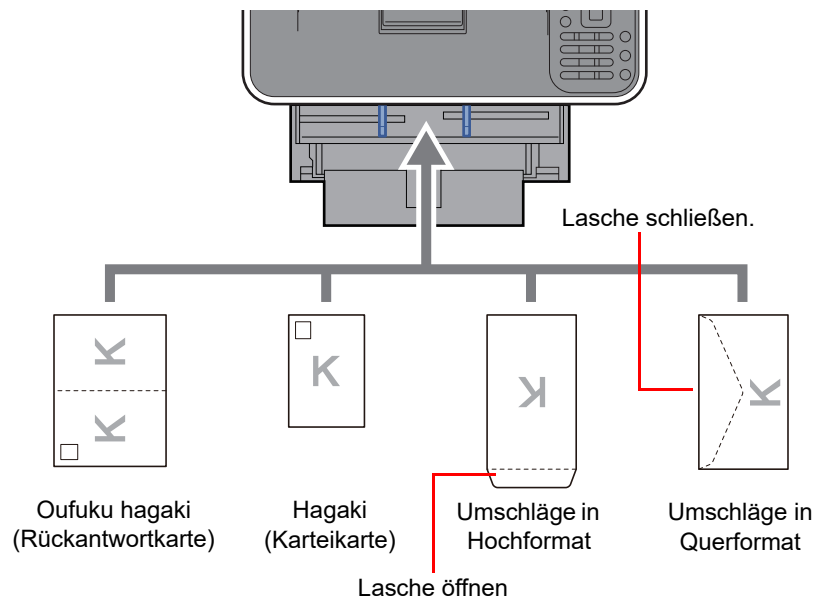 Lasche schließen.
K
K
K
K
K
Oufuku hagaki
(Rückantwortkarte)
Hagaki
(Karteikarte)
Umschläge in
Hochformat
Umschläge in
Querformat
Lasche öffnen